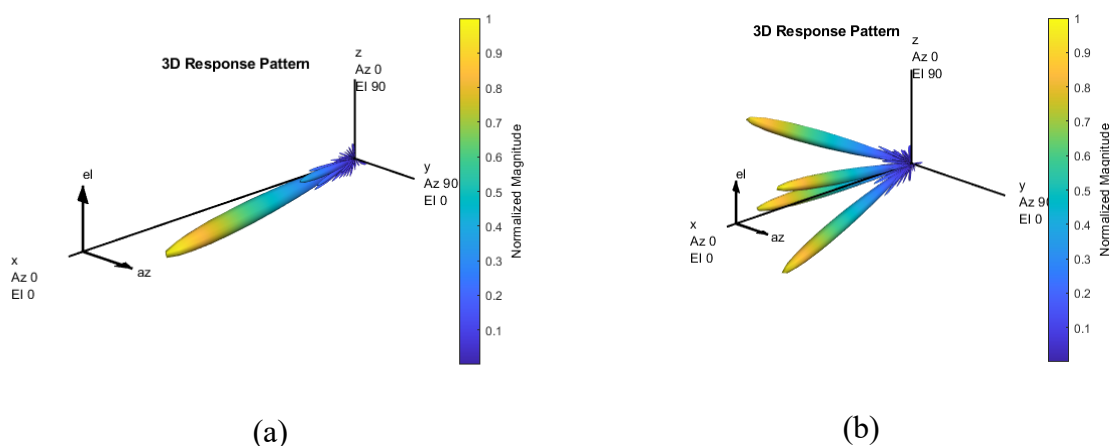 3D Response Pattern
z
Az 0
El 90
y
Az 90
El 0
el
az
x
Az 0
El 0
1
0.9
0.8
0.7
0.6
0.5
0.4
0.3
0.2
0.1
Normalized Magnitude
(a)
3D Response Pattern
z
Az 0
El 90
y
Az 9
El 0
el
az
x
Az 0
El 0
1
0.9
0.8
0.7
0.6
0.5
0.4
0.3
0.2
0.1
Normalized Magnitude
(b)